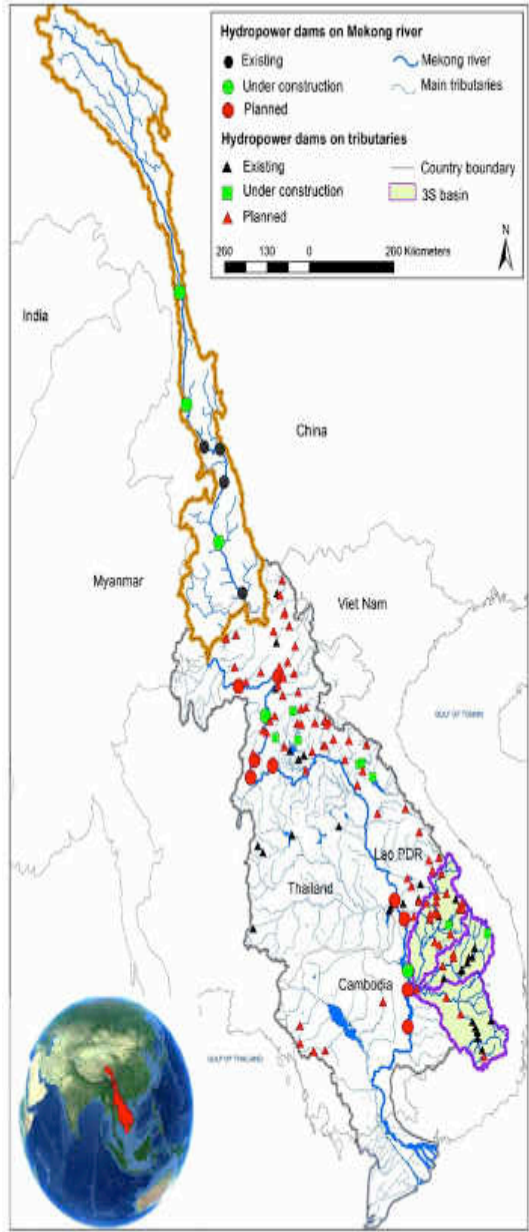 Hydropower dams on Mekong river
Existing
Under construction
Planned
Mekong river
Main tributaries
Hydropower dams on tributaries
Existing
Under construction
Planned
Country boundary
3S basin
260 130 0 260 Kilometers
N
India
China
Myanmar
Viet Nam
GULF OF TONKIN
Lao PDR
Thailand
Cambodia
GULF OF THAILAND